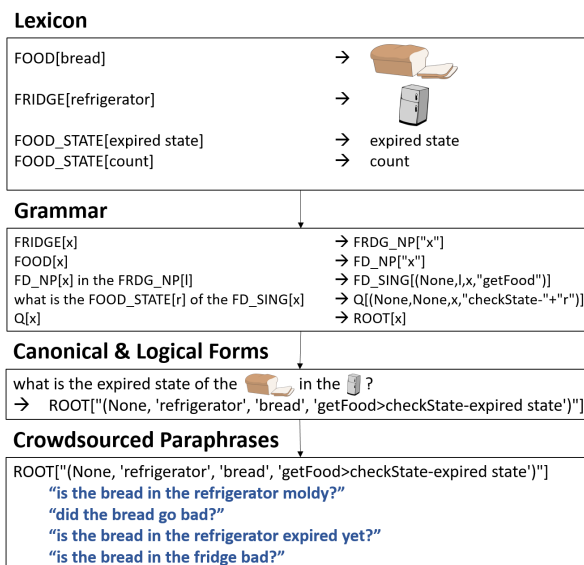 Lexicon
FOOD[bread] →
FRIDGE[refrigerator] →
FOOD_STATE[expired state] → expired state
FOOD_STATE[count] → count
Grammar
FRIDGE[x] → FRDG_NP["x"]
FOOD[x] → FD_NP["x"]
FD_NP[x] in the FRDG_NP[l] → FD_SING[(None,l,x,"getFood")]
what is the FOOD_STATE[r] of the FD_SING[x] → Q[(None,None,x,"checkState-"+"r")]
Q[x] → ROOT[x]
Canonical & Logical Forms
what is the expired state of the in the ?
→ ROOT["(None, 'refrigerator', 'bread', 'getFood>checkState-expired state')"]
Crowdsourced Paraphrases
ROOT["(None, 'refrigerator', 'bread', 'getFood>checkState-expired state')"]
“is the bread in the refrigerator moldy?”
“did the bread go bad?”
“is the bread in the refrigerator expired yet?”
“is the bread in the fridge bad?”